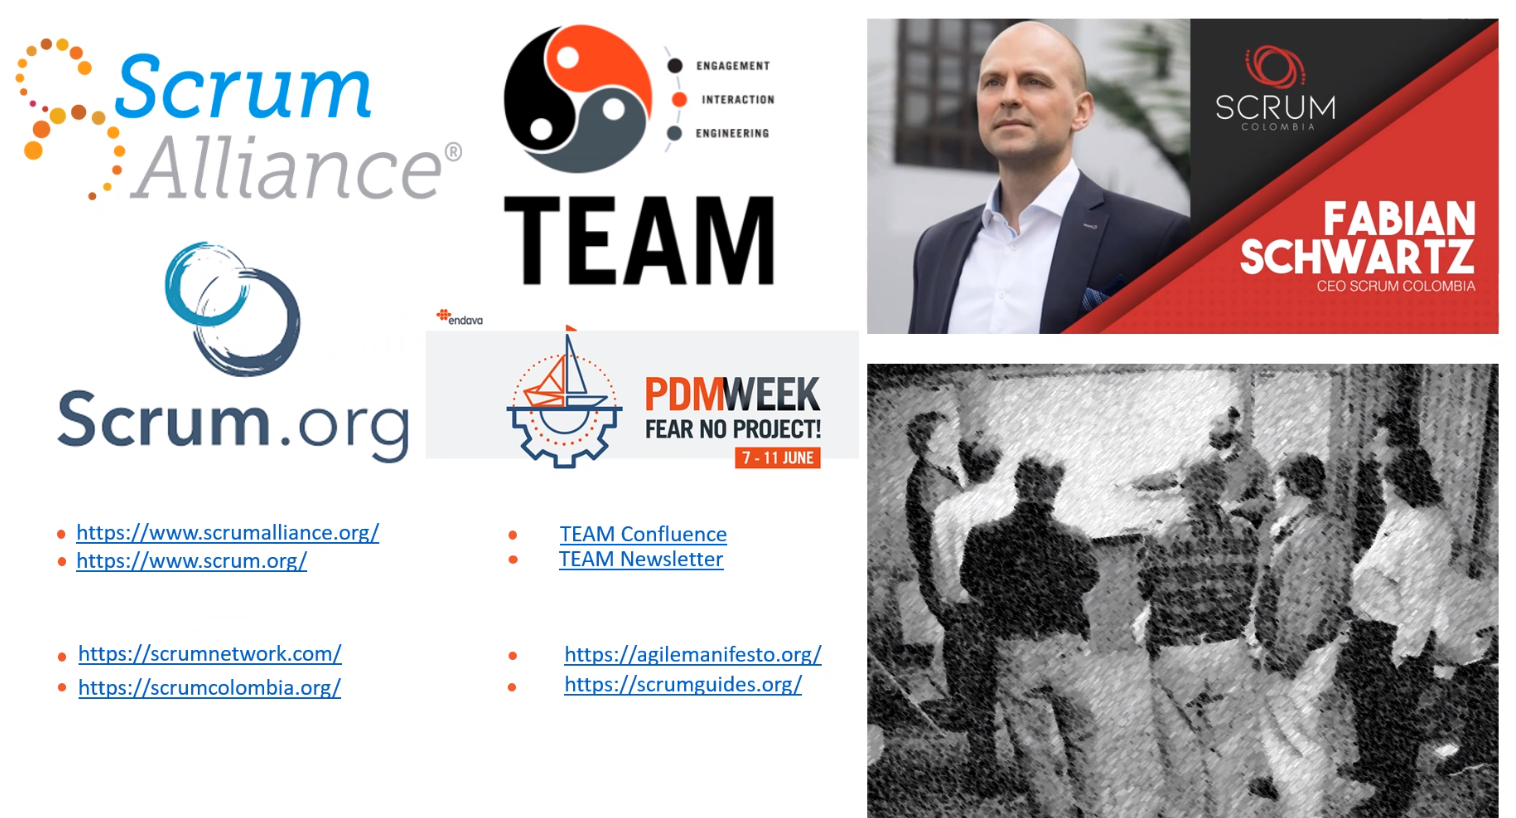 Scrum
Alliance®
Scrum.org
ENGAGEMENT
INTERACTION
ENGINEERING
TEAM
endava
PDMWEEK
FEAR NO PROJECT!
7 - 11 JUNE
SCRUM
COLOMBIA
FABIAN
SCHWARTZ
CEO SCRUM COLOMBIA
https://www.scrumalliance.org/
https://www.scrum.org/
https://scrumnetwork.com/
https://scrumcolombia.org/
TEAM Confluence
TEAM Newsletter
https://agilemanifesto.org/
https://scrumguides.org/